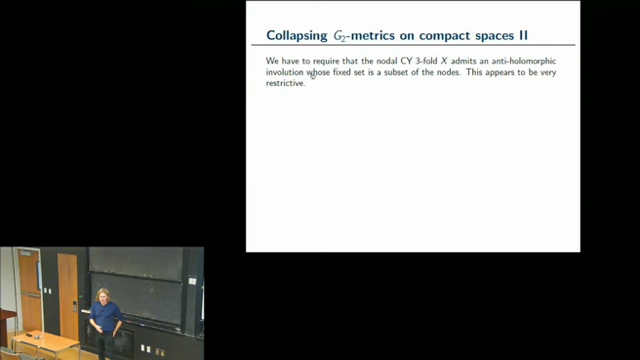 Collapsing G₂-metrics on compact spaces II
We have to require that the nodal CY 3-fold X admits an anti-holomorphic
involution whose fixed set is a subset of the nodes. This appears to be very
restrictive.